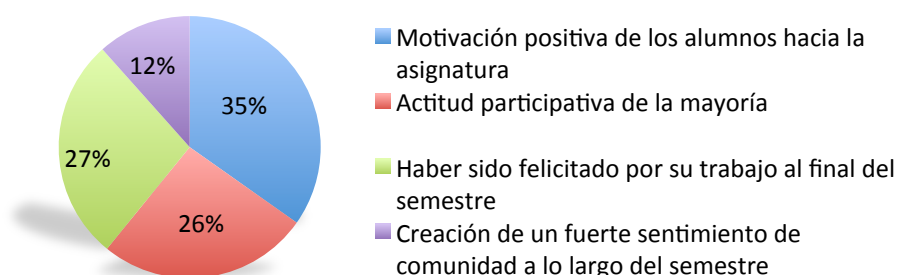 12%
35%
27%
26%
Motivación positiva de los alumnos hacia la
asignatura
Actitud participativa de la mayoría
Haber sido felicitado por su trabajo al final del
semestre
Creación de un fuerte sentimiento de
comunidad a lo largo del semestre